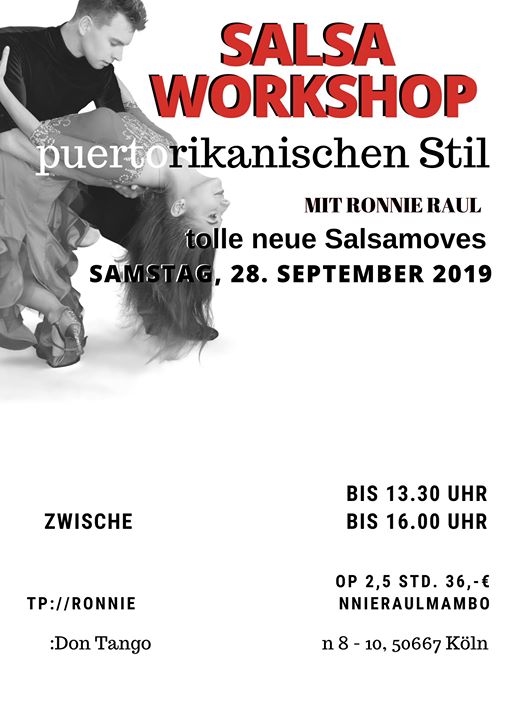 SALSA
WORKSHOP
puertorikanischen Stil
MIT RONNIE RAUL
tolle neue Salsamoves
SAMSTAG, 28. SEPTEMBER 2019
BIS 13.30 UHR
ZWISCHE BIS 16.00 UHR
OP 2,5 STD. 36,-€
TP://RONNIE NNIERAULMAMBO
:Don Tango n 8 - 10, 50667 Köln